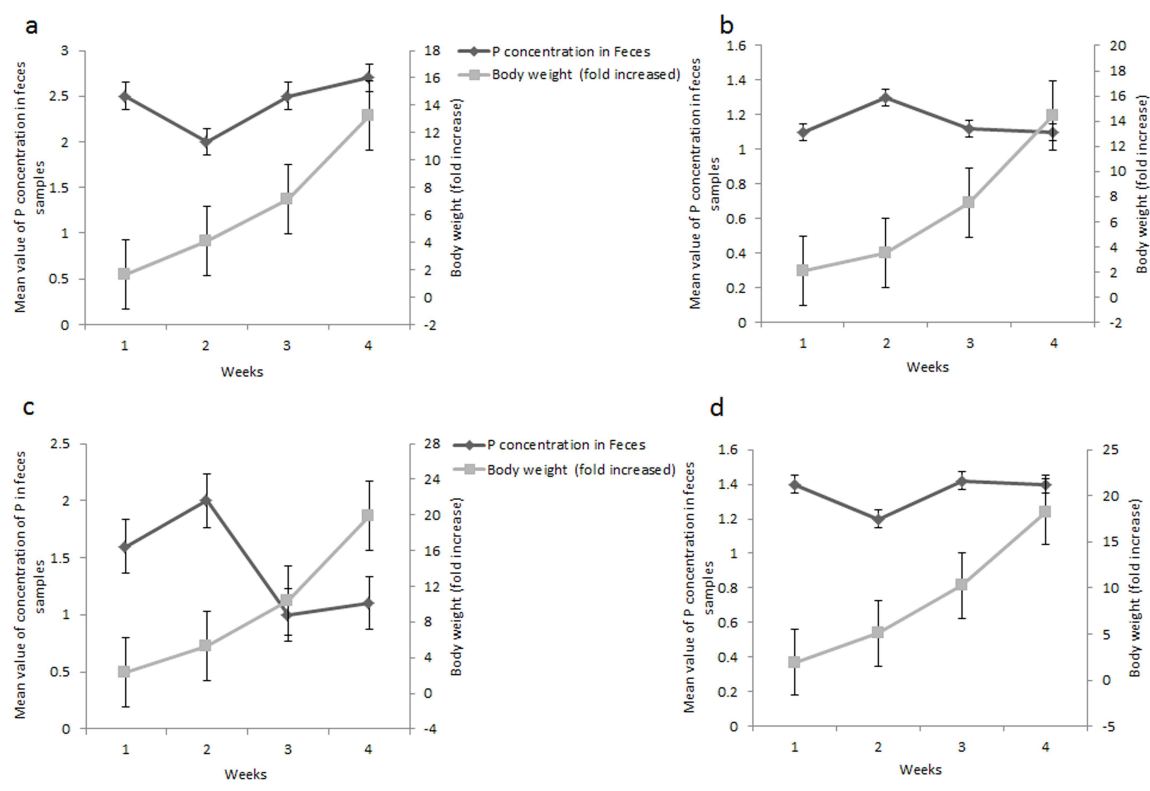 a
3
2.5
2
1.5
1
0.5
0
18
16
14
12
10
8
6
4
2
0
-2
1 2 3 4
Weeks
Mean value of P concentration in feces
samples
Body weight (fold increase)
P concentration in Feces
Body weight (fold increased)
b
1.6
1.4
1.2
1
0.8
0.6
0.4
0.2
0
20
18
16
14
12
10
8
6
4
2
0
-2
1 2 3 4
Weeks
Mean value of P concentration in feces
samples
Body weight (fold increase)
c
2.5
2
1.5
1
0.5
0
28
24
20
16
12
8
4
0
-4
1 2 3 4
Weeks
Mean value of concentration of P in feces
samples
Body weight (fold increase)
P concentration in Feces
Body weight (fold increased)
d
1.6
1.4
1.2
1
0.8
0.6
0.4
0.2
0
25
20
15
10
5
0
-5
1 2 3 4
Weeks
Mean value of P concentration in feces
samples
Body weight (fold increase)